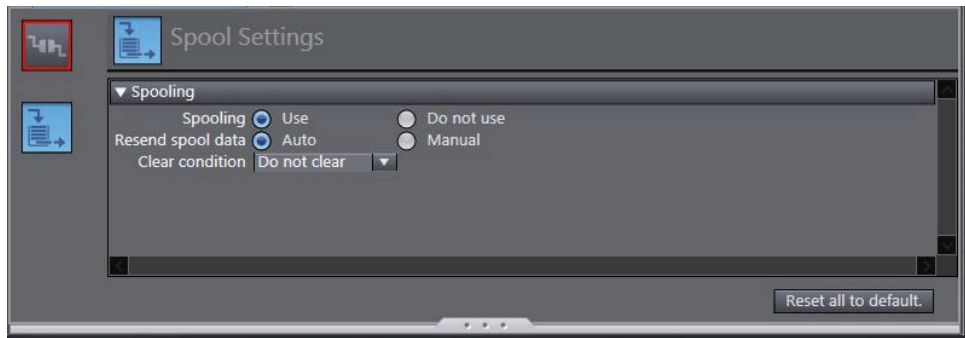 Spool Settings
▼ Spooling
Spooling Use Do not use
Resend spool data Auto Manual
Clear condition Do not clear
Reset all to default.